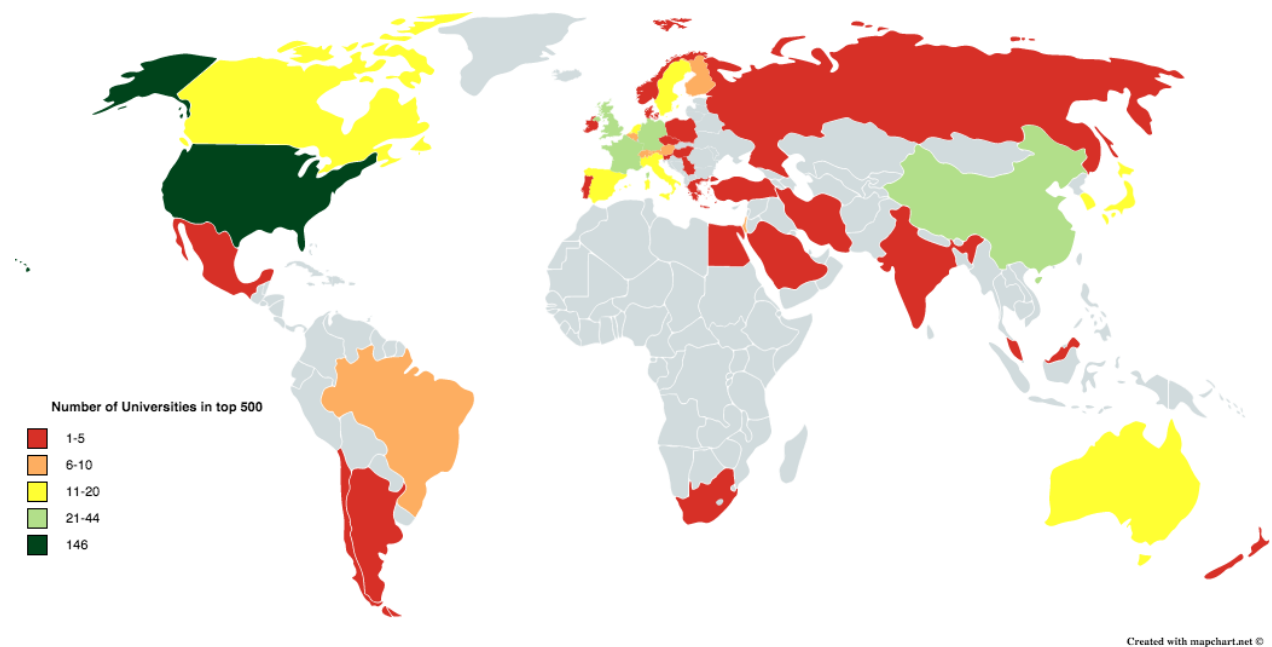 Number of Universities in top 500
1-5
6-10
11-20
21-44
146
Created with mapchart.net ©